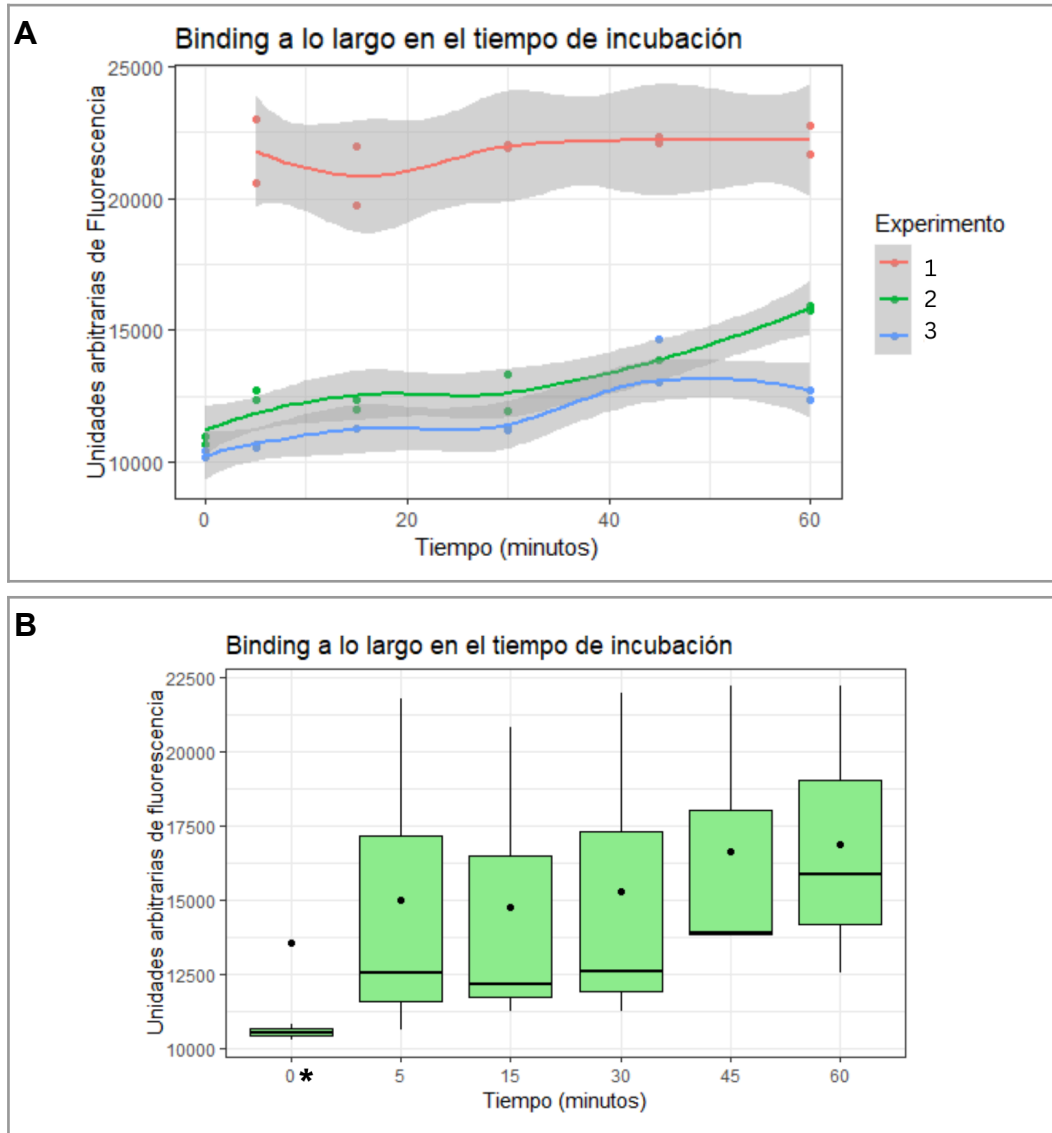 A
Binding a lo largo en el tiempo de incubación
Unidades arbitrarias de Fluorescencia
25000
20000
15000
10000
0
20
40
60
Tiempo (minutos)
Experimento
1
2
3
B
Binding a lo largo en el tiempo de incubación
Unidades arbitrarias de fluorescencia
22500
20000
17500
15000
12500
10000
0 *
5
15
30
45
60
Tiempo (minutos)